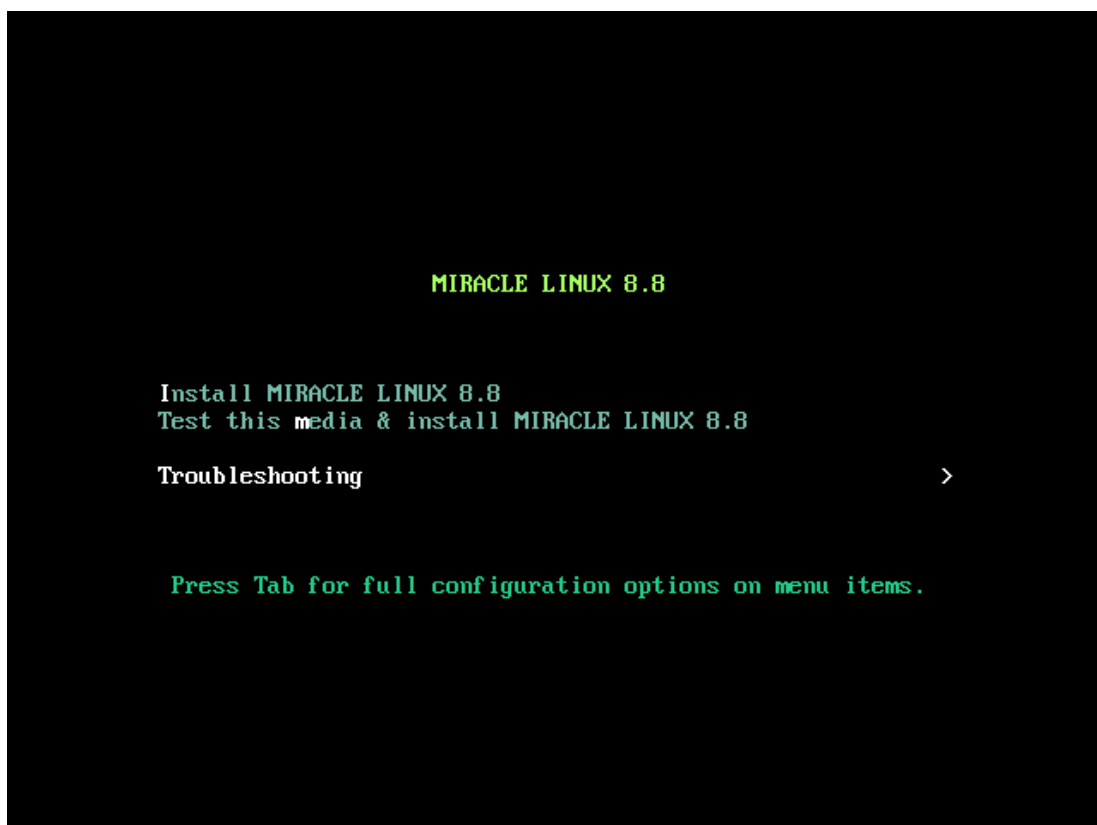 MIRACLE LINUX 8.8
Install MIRACLE LINUX 8.8
Test this media & install MIRACLE LINUX 8.8
Troubleshooting >
Press Tab for full configuration options on menu items.